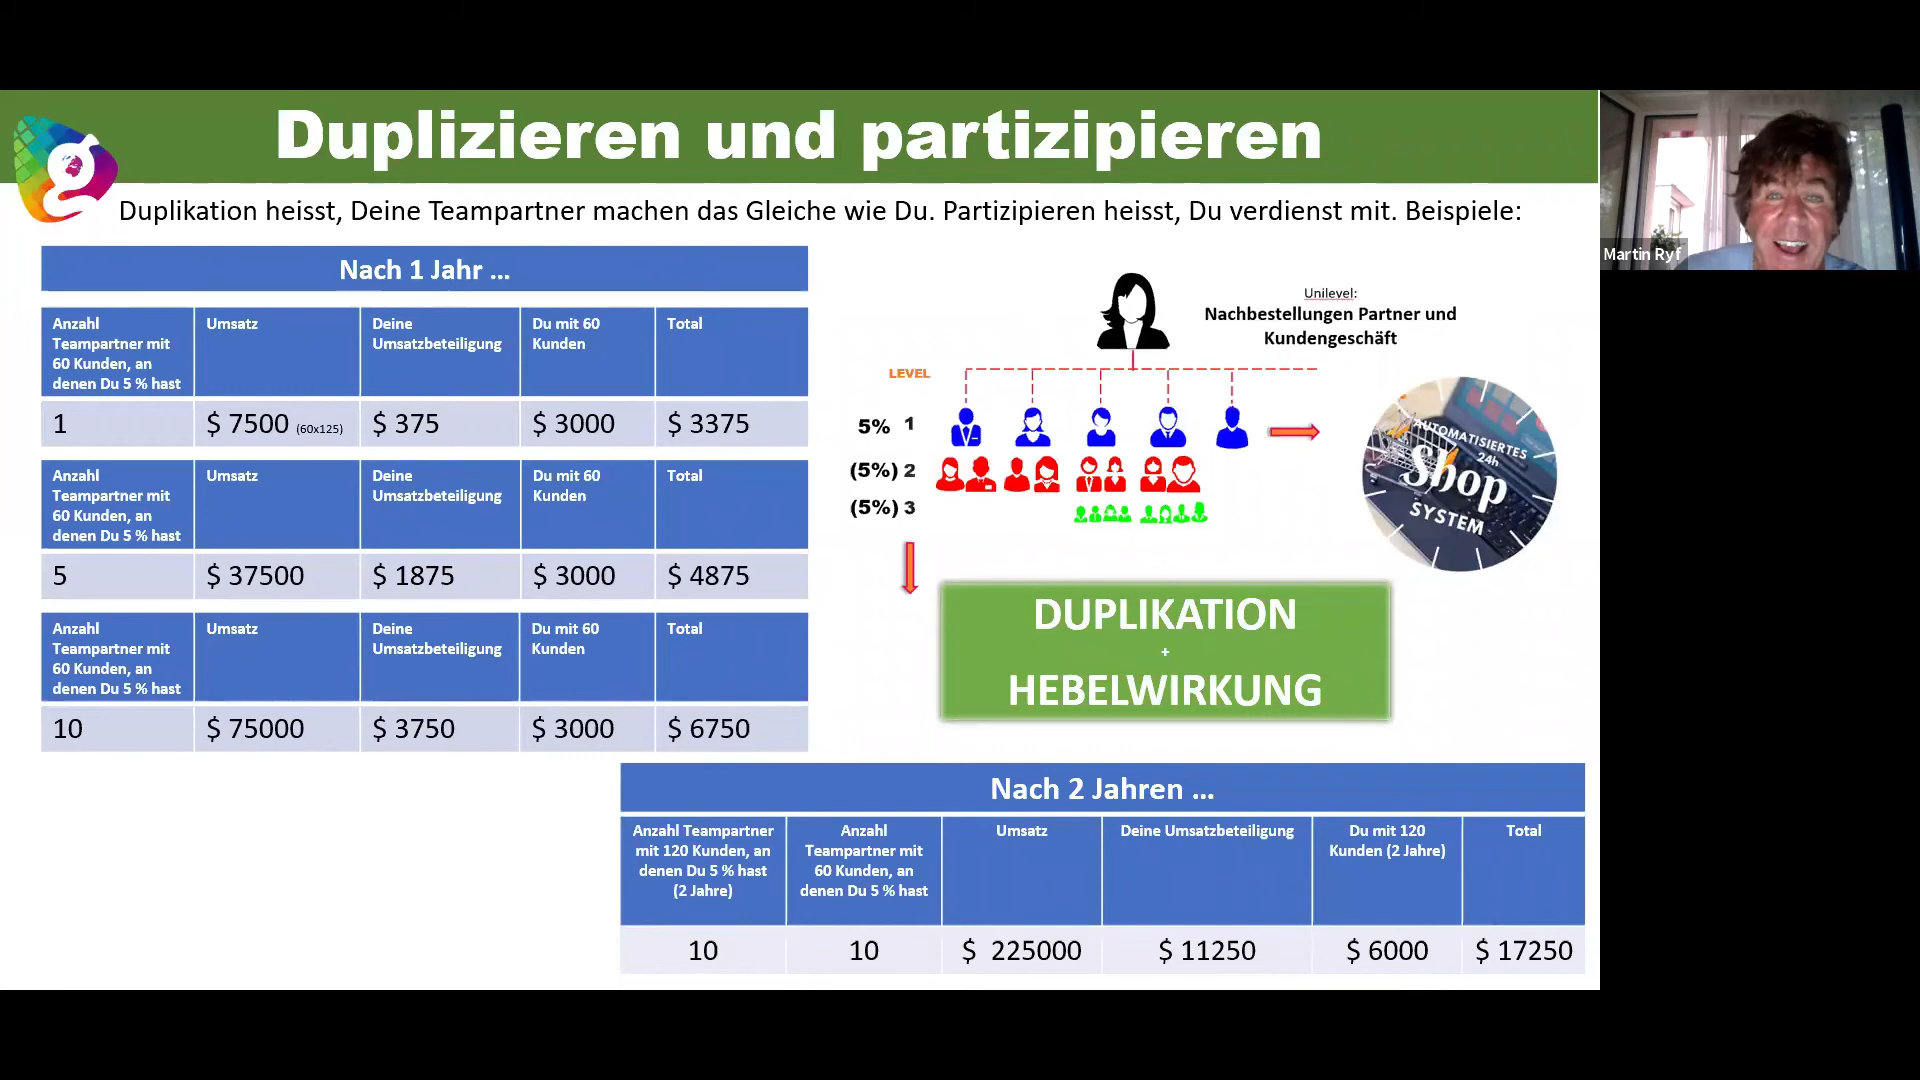 Duplizieren und partizipieren
g
Duplikation heisst, Deine Teampartner machen das Gleiche wie Du. Partizipieren heisst, Du verdienst mit. Beispiele:
Martin Ryf
Nach 1 Jahr ...
Anzahl
Teampartner mit
60 Kunden, an
denen Du 5 % hast
Umsatz
Deine
Umsatzbeteiligung
Du mit 60
Kunden
Total
1
$ 7500 (60x125)
$ 375
$ 3000
$ 3375
Anzahl
Teampartner mit
60 Kunden, an
denen Du 5 % hast
Umsatz
Deine
Umsatzbeteiligung
Du mit 60
Kunden
Total
5
$ 37500
$ 1875
$ 3000
$ 4875
Anzahl
Teampartner mit
60 Kunden, an
denen Du 5 % hast
Umsatz
Deine
Umsatzbeteiligung
Du mit 60
Kunden
Total
10
$ 75000
$ 3750
$ 3000
$ 6750
Unilevel:
Nachbestellungen Partner und
Kundengeschäft
LEVEL
5% 1
(5%) 2
(5%) 3
AUTOMATISIERTES
24h
Shop
SYSTEM
DUPLIKATION
+
HEBELWIRKUNG
Nach 2 Jahren ...
Anzahl Teampartner
mit 120 Kunden, an
denen Du 5 % hast
(2 Jahre)
Anzahl
Teampartner mit
60 Kunden, an
denen Du 5 % hast
Umsatz
Deine Umsatzbeteiligung
Du mit 120
Kunden (2 Jahre)
Total
10
10
$ 225000
$ 11250
$ 6000
$ 17250